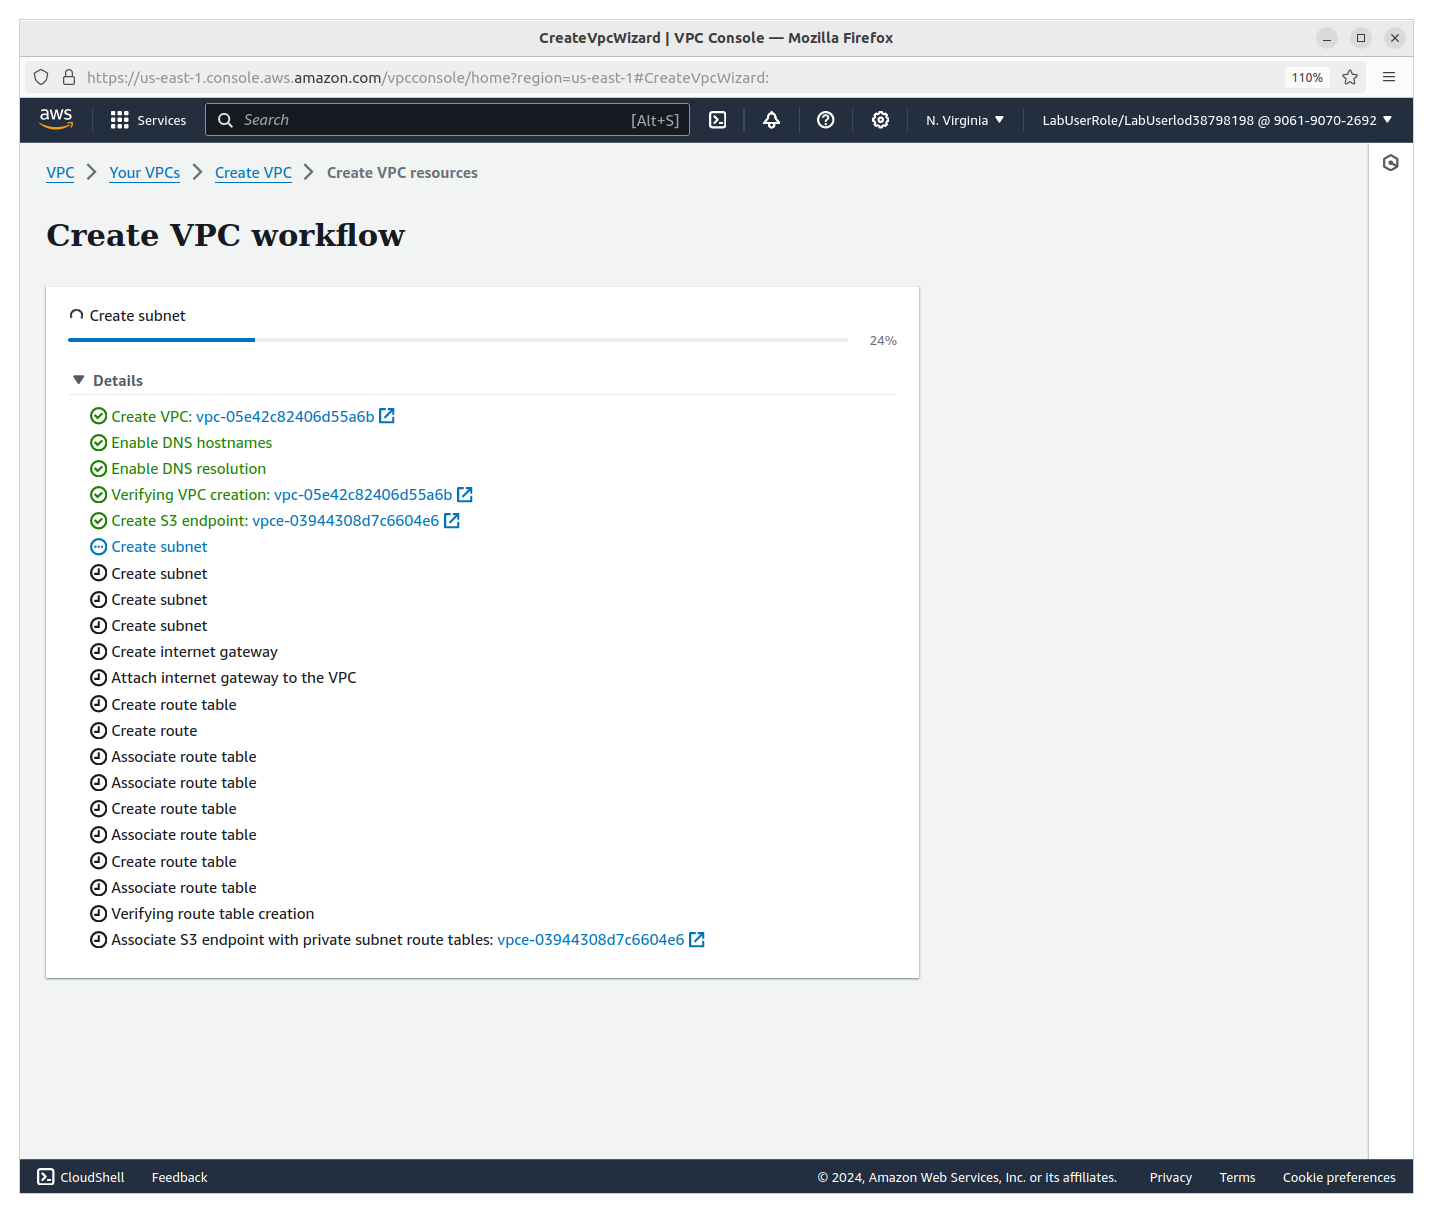 CreateVpcWizard | VPC Console — Mozilla Firefox
https://us-east-1.console.aws.amazon.com/vpcconsole/home?region=us-east-1#CreateVpcWizard: 110%
aws Services Search [Alt+S] N. Virginia LabUserRole/LabUserlod38798198 @ 9061-9070-2692
VPC Your VPCs Create VPC Create VPC resources
Create VPC workflow
Create subnet
24%
Details
Create VPC: vpc-05e42c82406d55a6b
Enable DNS hostnames
Enable DNS resolution
Verifying VPC creation: vpc-05e42c82406d55a6b
Create S3 endpoint: vpce-03944308d7c6604e6
Create subnet
Create subnet
Create subnet
Create subnet
Create internet gateway
Attach internet gateway to the VPC
Create route table
Create route
Associate route table
Associate route table
Create route table
Associate route table
Create route table
Associate route table
Verifying route table creation
Associate S3 endpoint with private subnet route tables: vpce-03944308d7c6604e6
CloudShell Feedback © 2024, Amazon Web Services, Inc. or its affiliates. Privacy Terms Cookie preferences